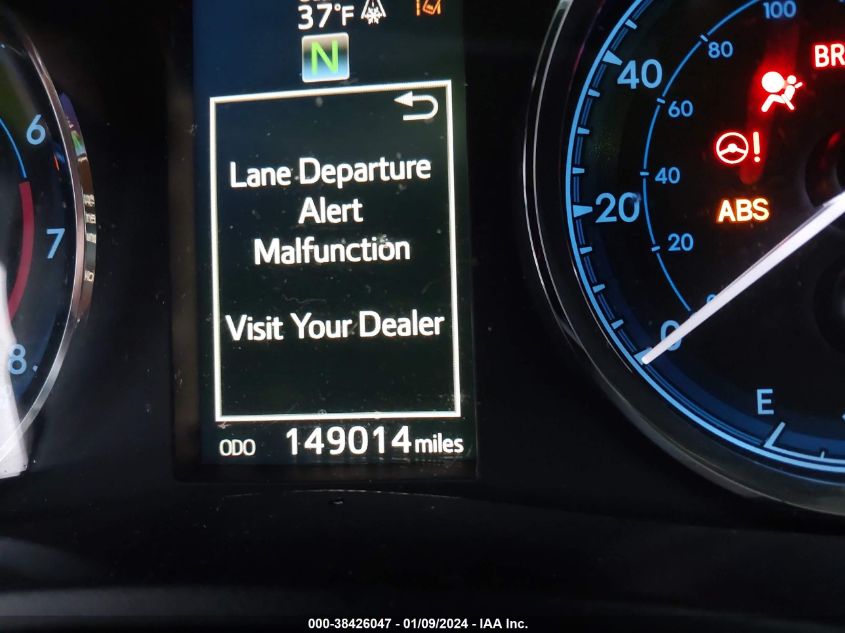 37°F
N
Lane Departure
Alert
Malfunction
Visit Your Dealer
ODO 149014 miles
6
7
8
100
80
60
40
20
40
20
0
BR
!
ABS
E
000-38426047 - 01/09/2024 - IAA Inc.